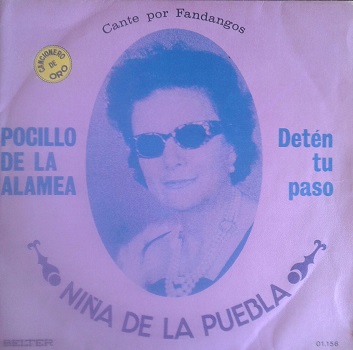 Cante por Fandangos
CANCIONERO DE ORO
POCILLO
DE LA
ALAMEA
Detén
tu
paso
NIÑA DE LA PUEBLA
BELTER
01.156